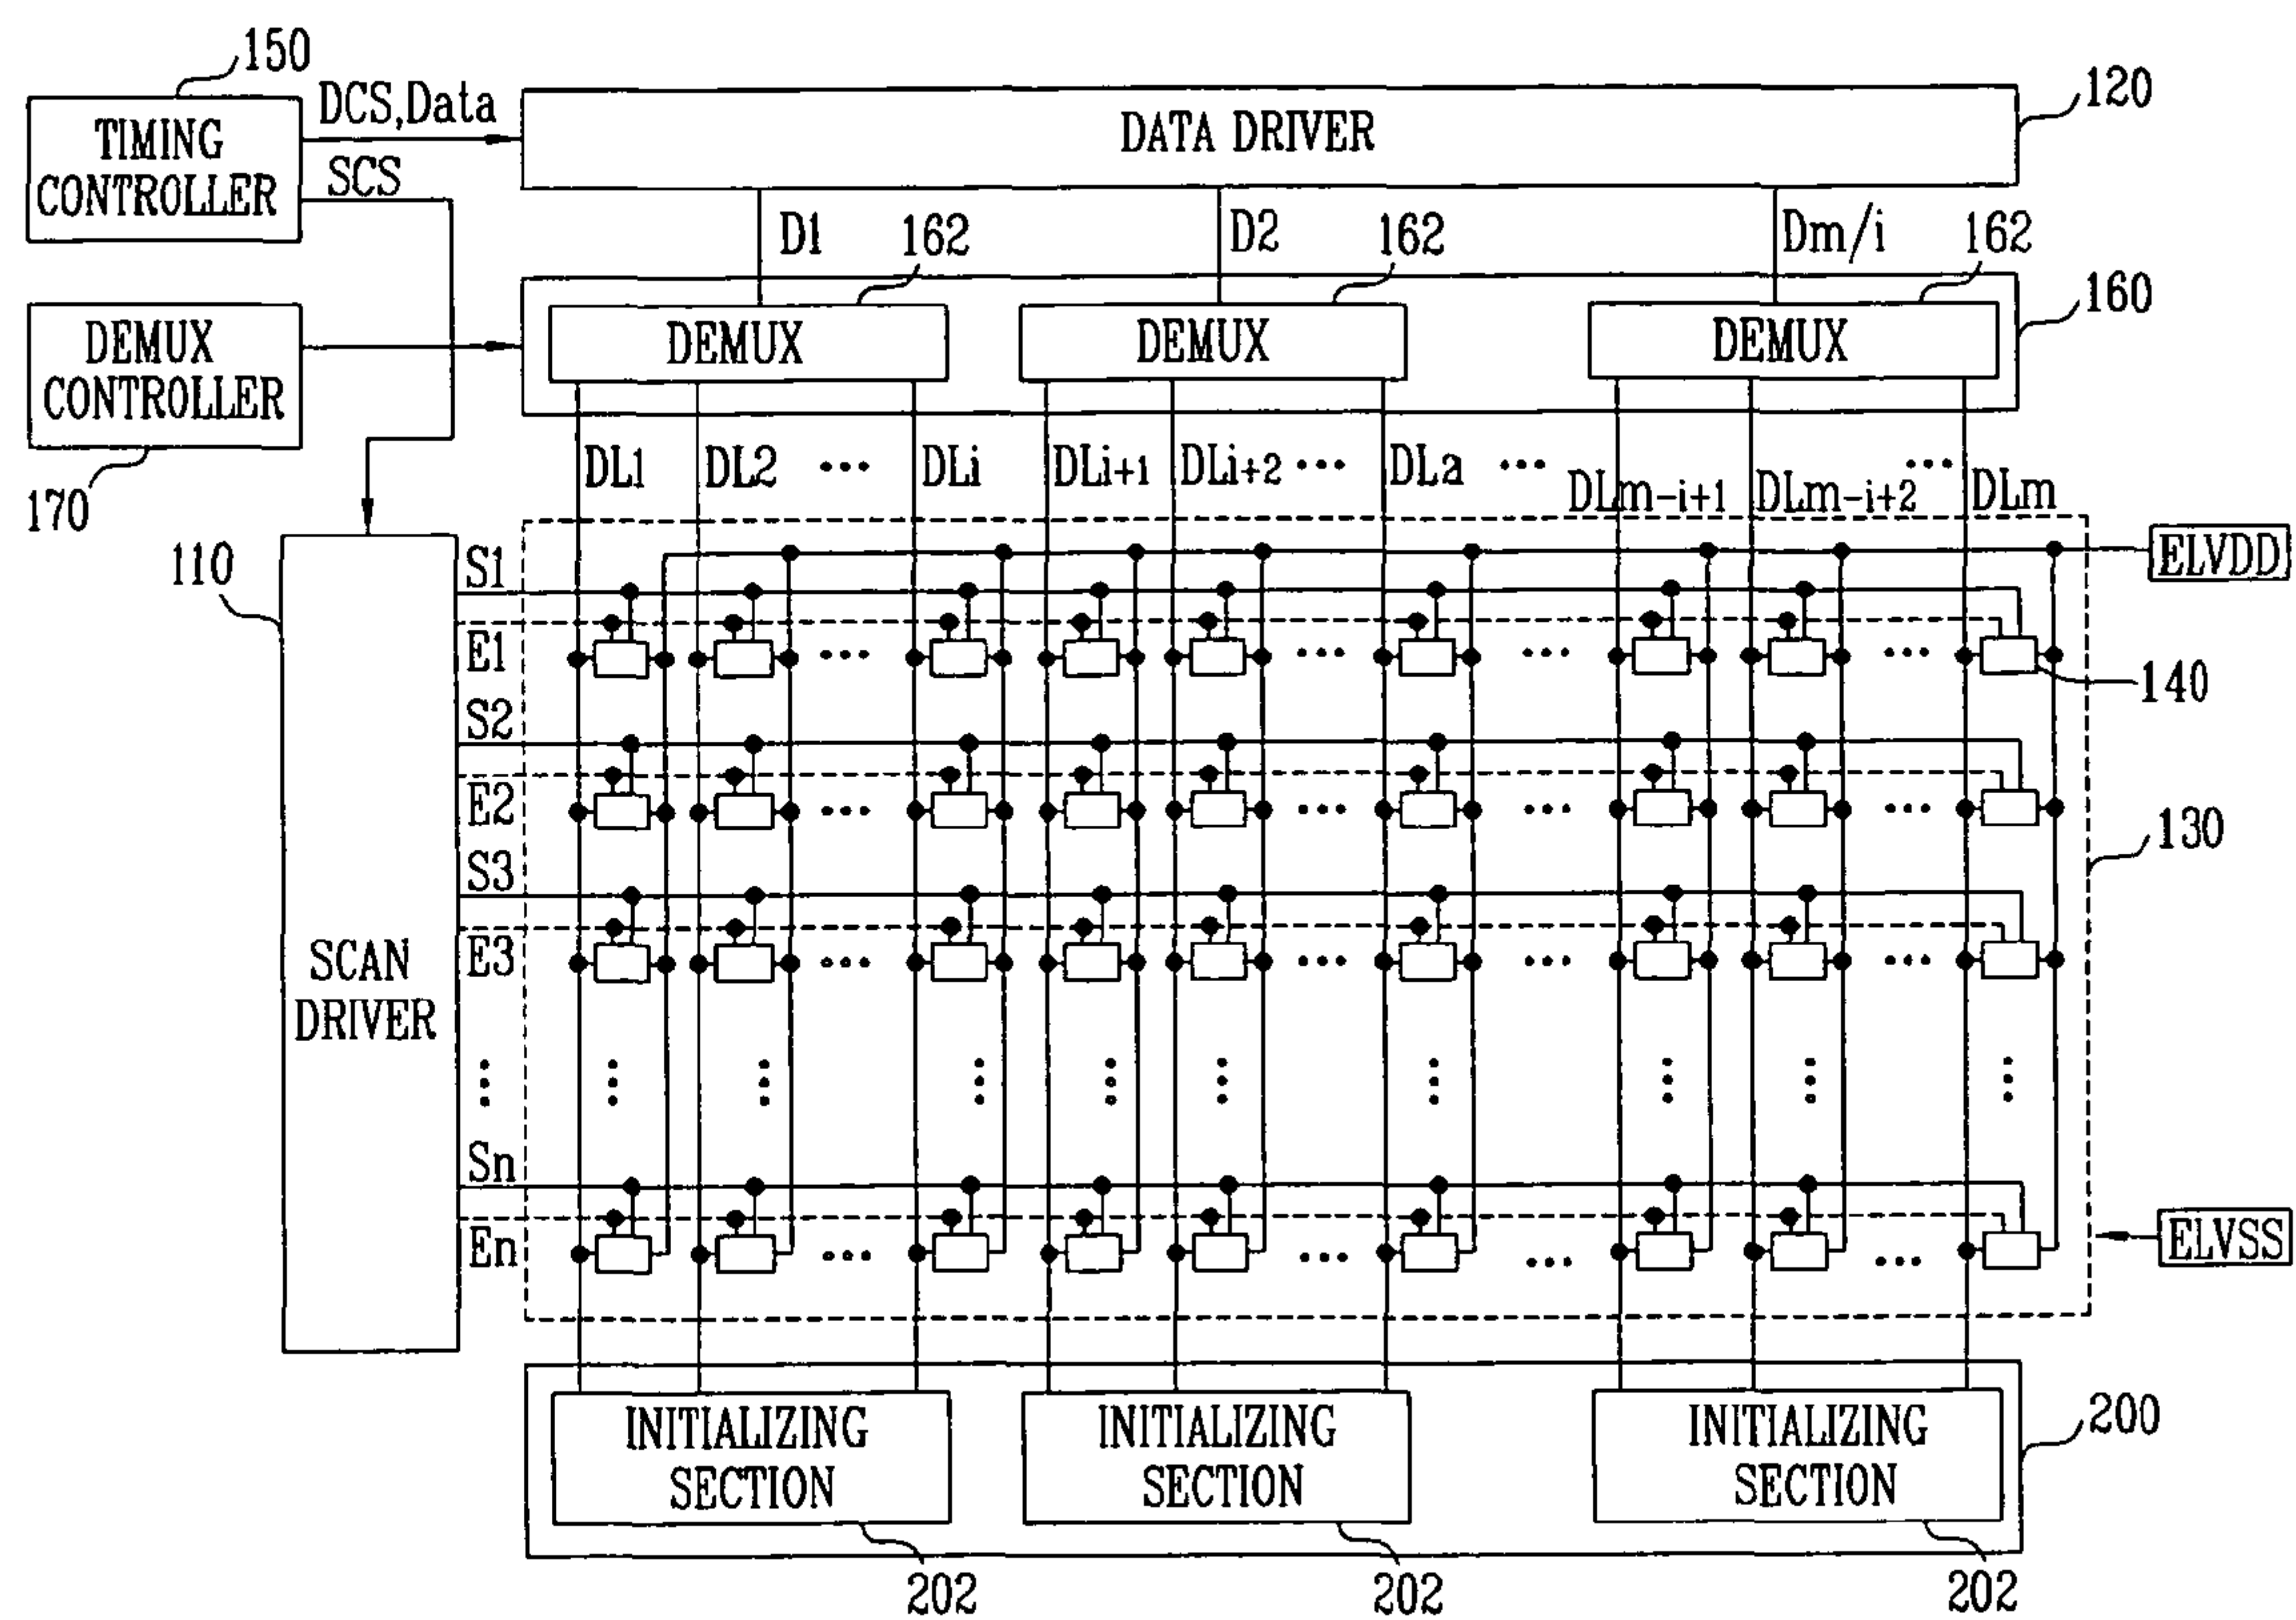 150
DCS,Data
120
TIMING
CONTROLLER
DATA DRIVER
SCS
D1
162
D2
162
Dm/i
162
160
DEMUX
CONTROLLER
DEMUX
DEMUX
DEMUX
170
DL1
DL2
•••
DLi
DLi+1
DLi+2
•••
DLa
•••
DLm-i+1
DLm-i+2
•••
DLm
110
S1
ELVDD
E1
140
S2
E2
130
S3
E3
SCAN
DRIVER
Sn
En
ELVSS
INITIALIZING
SECTION
INITIALIZING
SECTION
INITIALIZING
SECTION
200
202
202
202